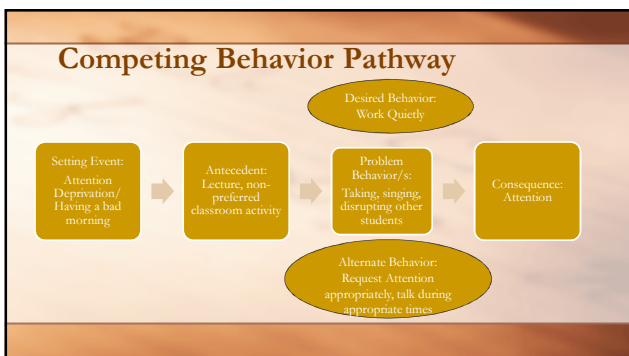 Competing Behavior Pathway
Desired Behavior:
Work Quietly
Setting Event:
Attention
Deprivation/
Having a bad
morning
Antecedent:
Lecture, non-
preferred
classroom activity
Problem
Behavior/s:
Taking, singing,
disrupting other
students
Consequence:
Attention
Alternate Behavior:
Request Attention
appropriately, talk during
appropriate times